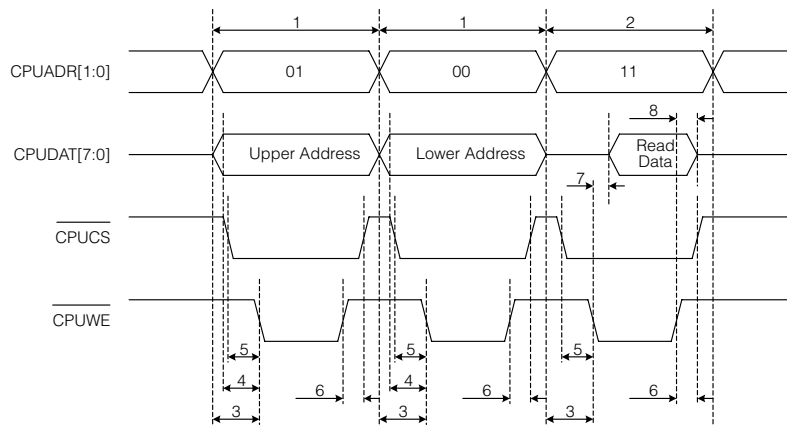 1 1 2
CPUADR[1:0] 01 00 11
8
CPUDAT[7:0] Upper Address Lower Address Read Data
7
CPUCS
CPUWE
5 5 5
4 6 4 6 6
3 3 3